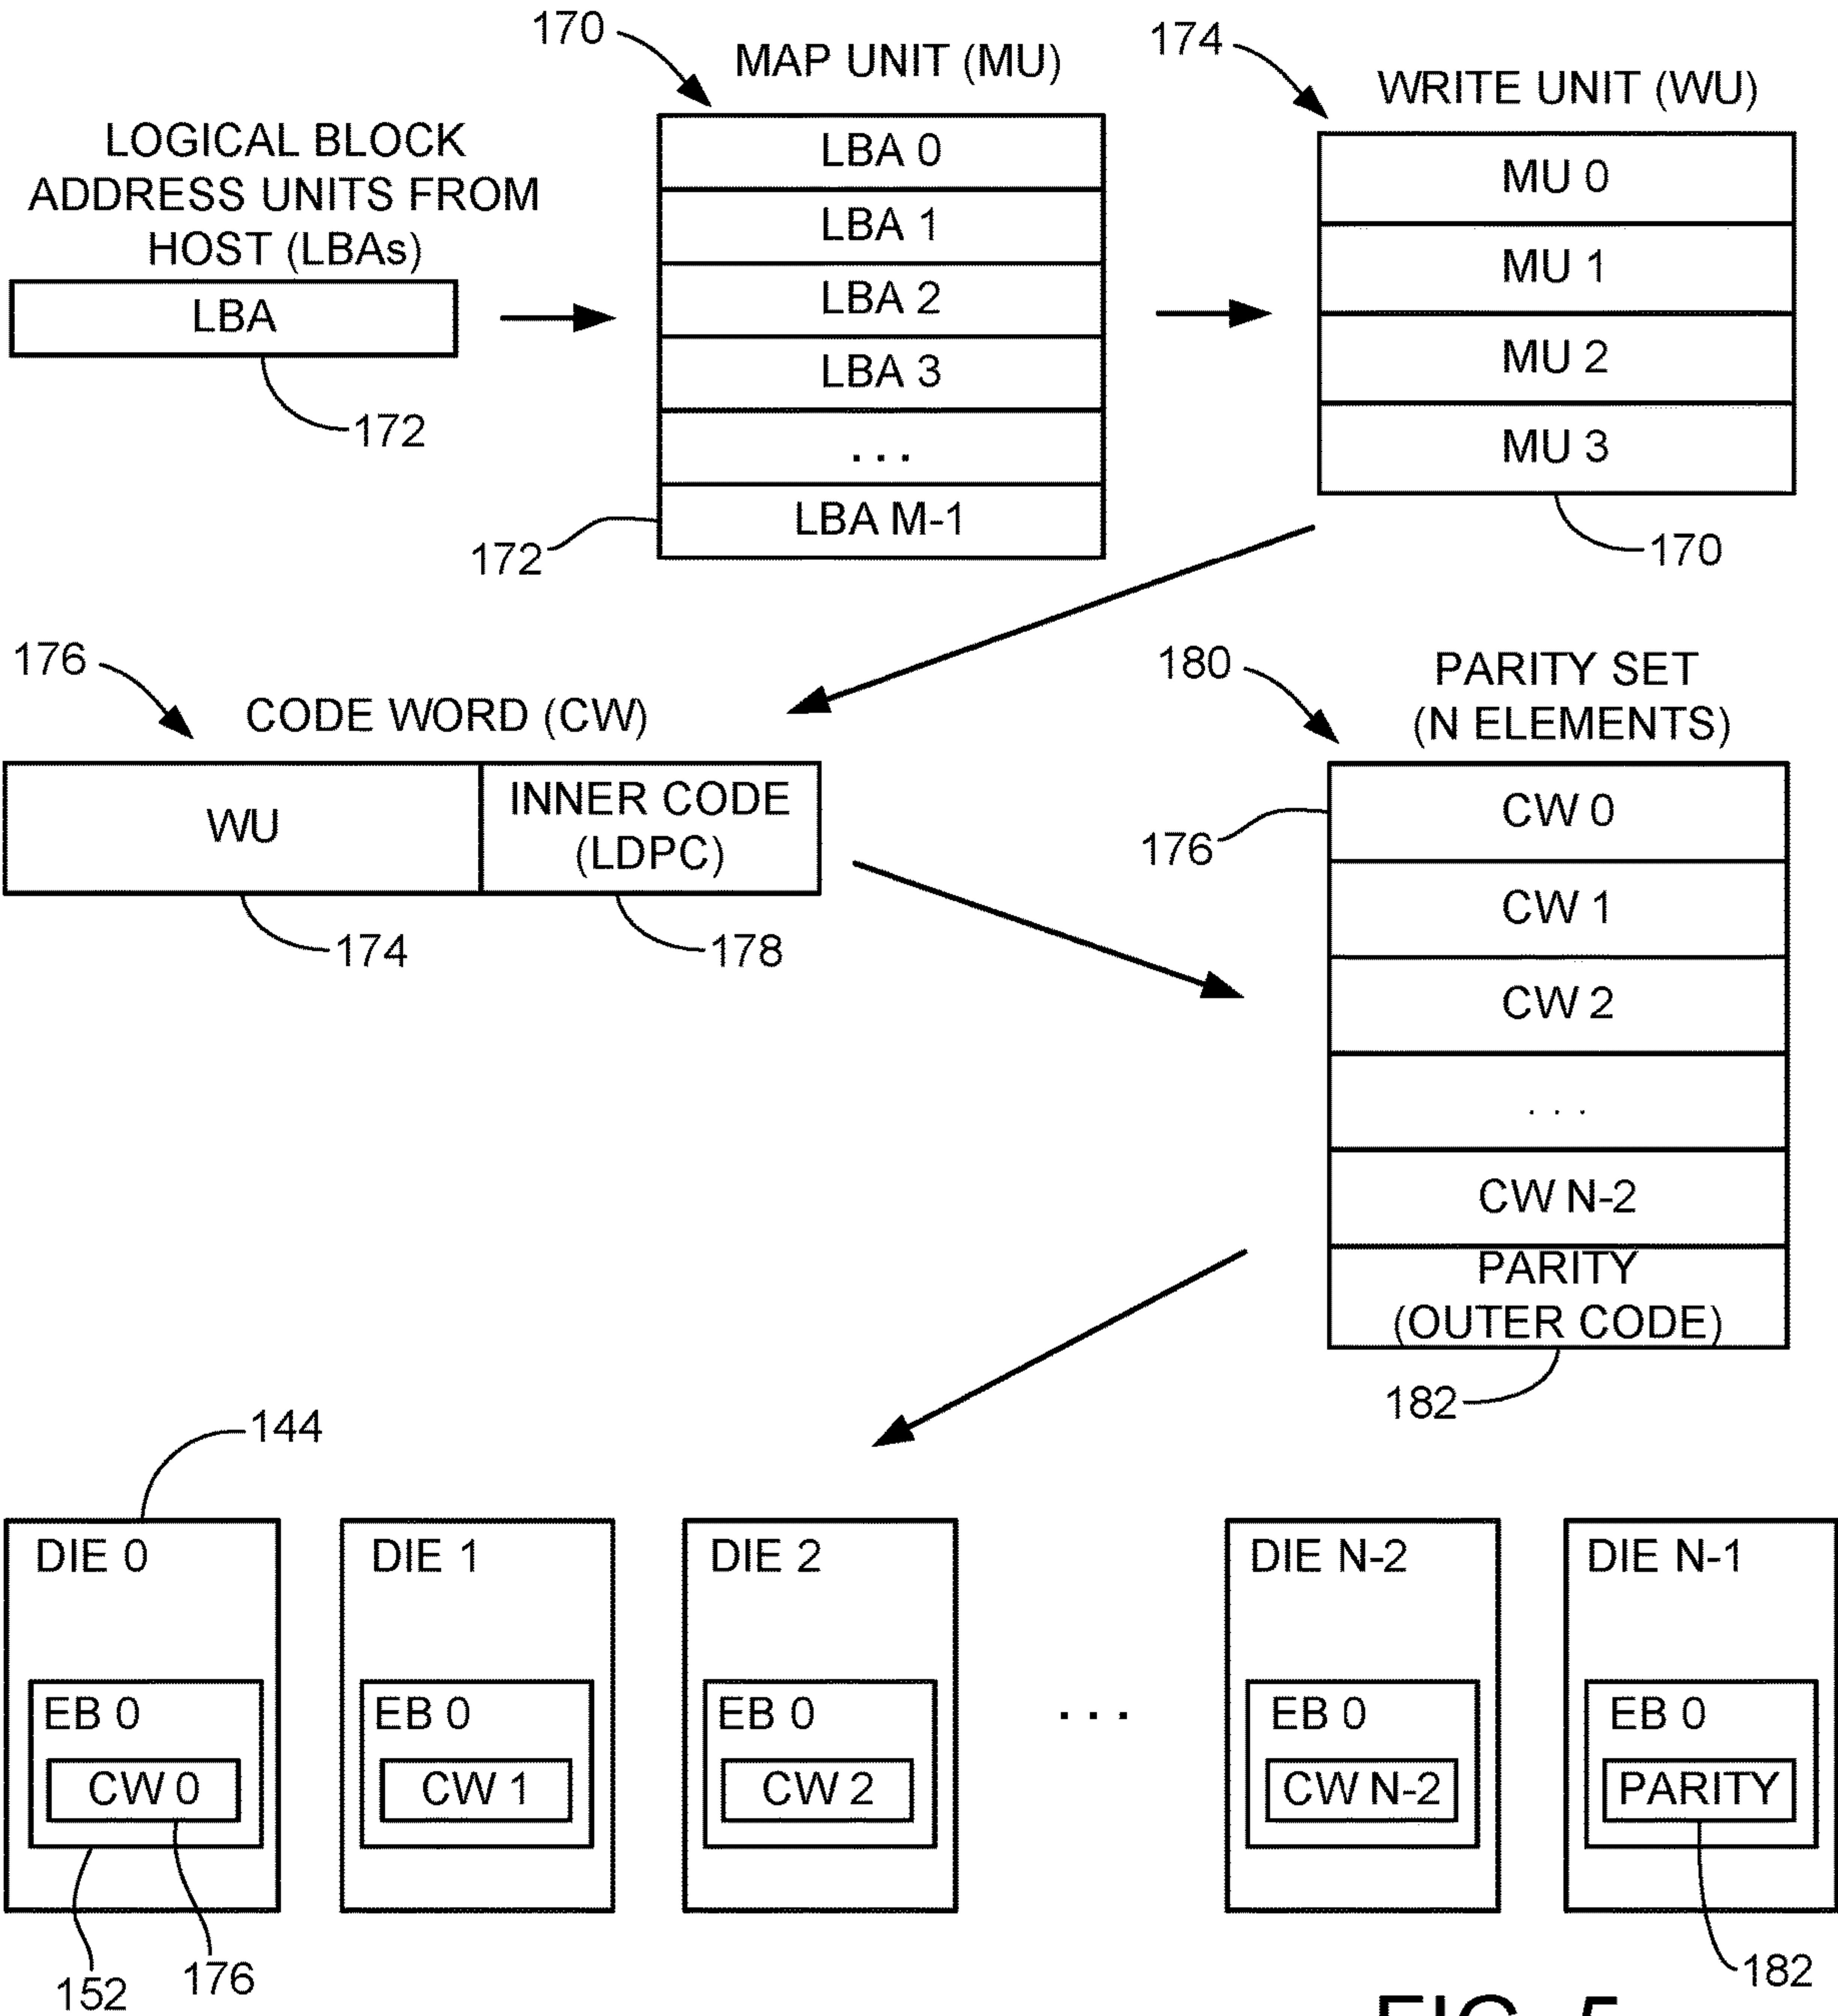 170
MAP UNIT (MU)
174
WRITE UNIT (WU)
LOGICAL BLOCK
ADDRESS UNITS FROM
HOST (LBAs)
LBA
172
LBA 0
LBA 1
LBA 2
LBA 3
...
LBA M-1
172
MU 0
MU 1
MU 2
MU 3
170
176
CODE WORD (CW)
WU
INNER CODE
(LDPC)
174
178
180
PARITY SET
(N ELEMENTS)
CW 0
176
CW 1
CW 2
...
CW N-2
PARITY
(OUTER CODE)
182
144
DIE 0
EB 0
CW 0
152
176
DIE 1
EB 0
CW 1
DIE 2
EB 0
CW 2
...
DIE N-2
EB 0
CW N-2
DIE N-1
EB 0
PARITY
182
FIG. 5